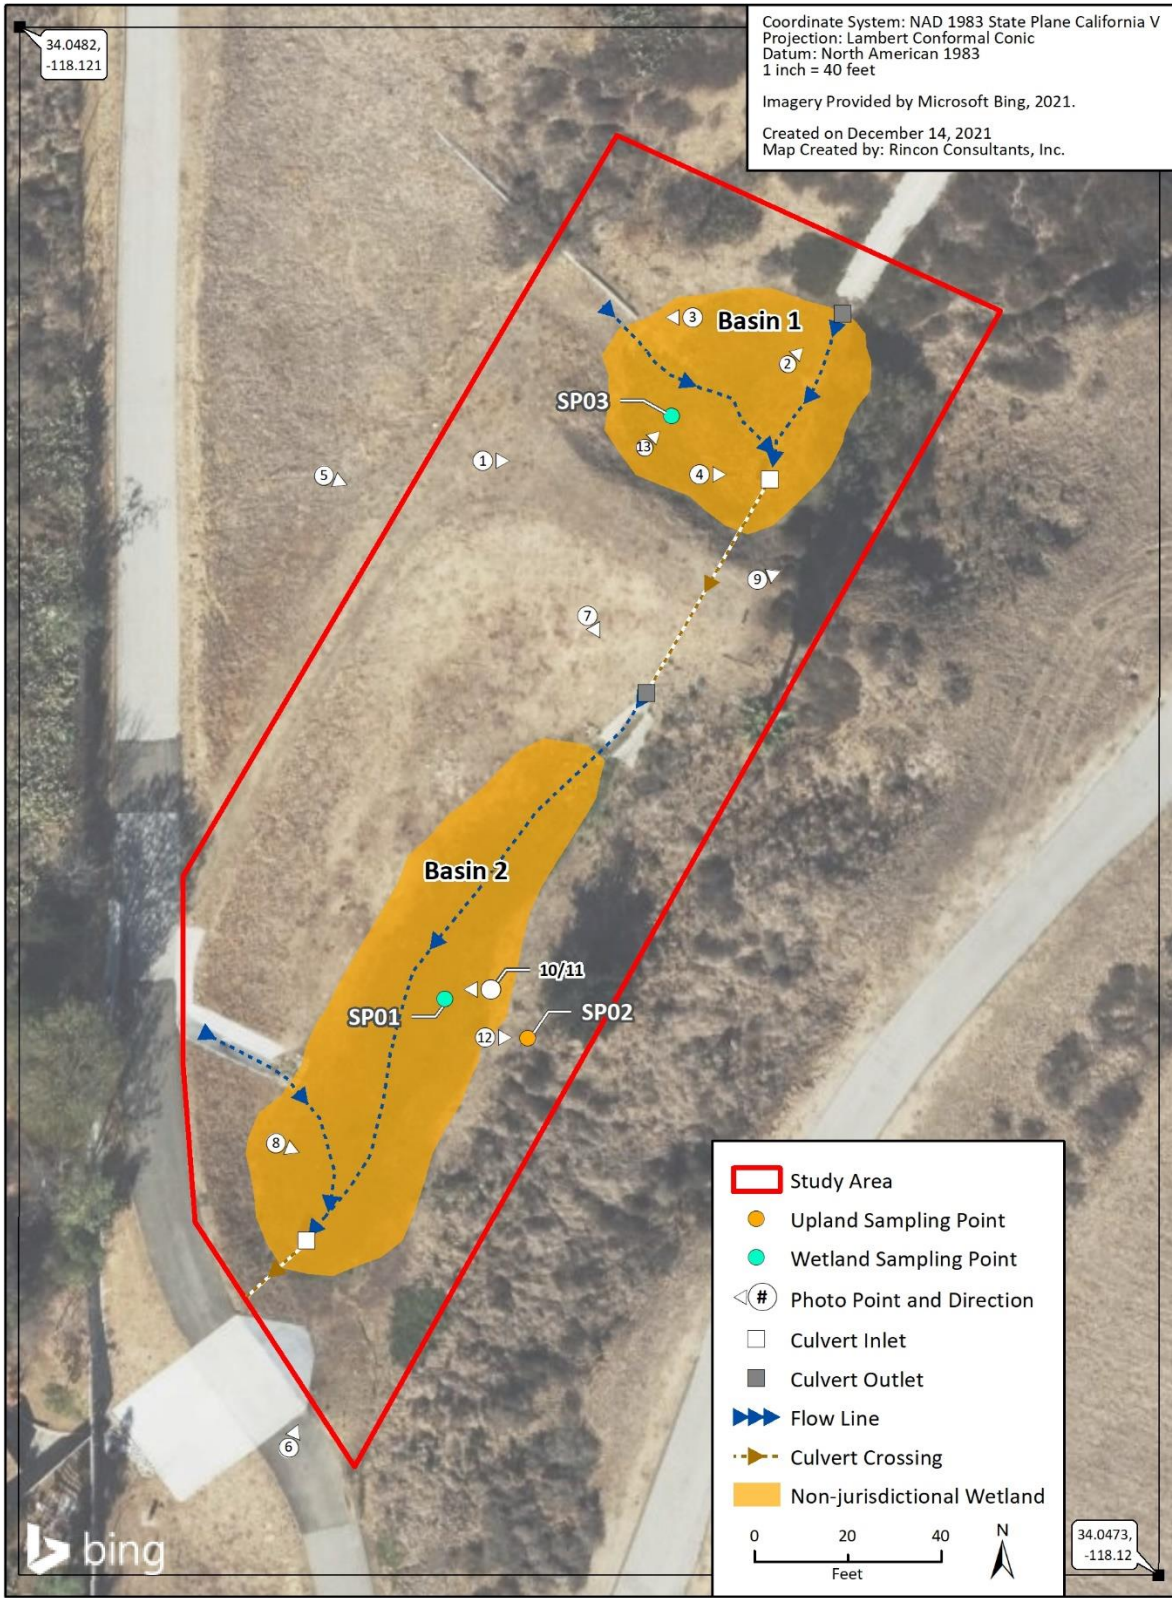 Coordinate System: NAD 1983 State Plane California V
Projection: Lambert Conformal Conic
Datum: North American 1983
1 inch = 40 feet
Imagery Provided by Microsoft Bing, 2021.
Created on December 14, 2021
Map Created by: Rincon Consultants, Inc.
34.0482,
-118.121
3
Basin 1
2
SP03
13
1
4
5
9
7
Basin 2
10/11
SP01
SP02
12
8
6
Study Area
Upland Sampling Point
Wetland Sampling Point
# Photo Point and Direction
Culvert Inlet
Culvert Outlet
Flow Line
Culvert Crossing
Non-jurisdictional Wetland
0 20 40
Feet
N
34.0473,
-118.12
bing